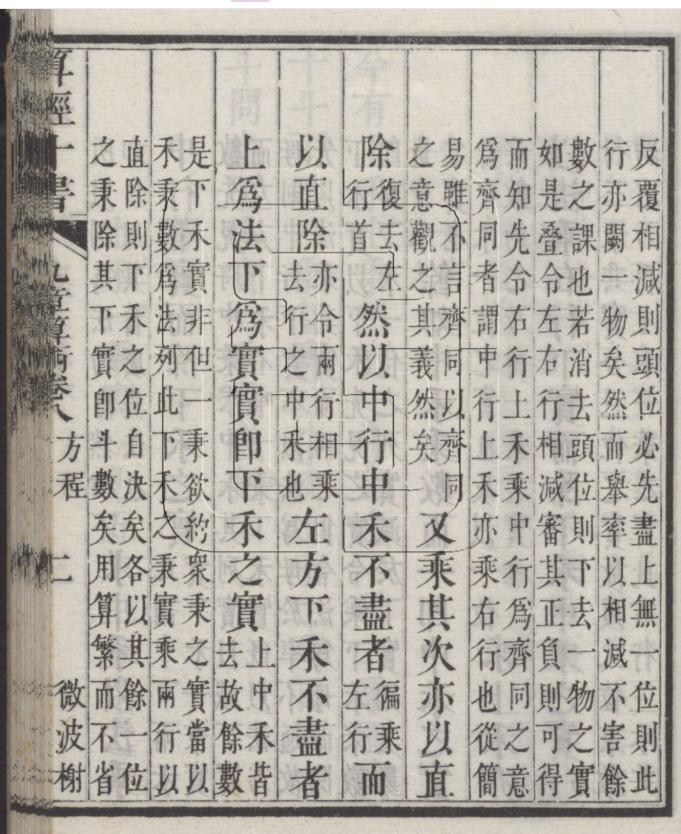 反覆相減則頭位必先盡上無一位則此
行亦闕一物矣然而舉率以相減不害餘
數之課也若消去頭位則下去一物之實
如是疊令左右行相減審其正負則可得
而知先令右行上禾乘中行為齊同之意
為齊同者謂中行上禾亦乘右行也從簡
易雖不言齊同以齊同
之意觀之其義然矣
又乘其次亦以直
除
復去左
行首
然以中行中禾不盡者
徧乘
左行
而
以直除
亦令兩行相乘
去行之中禾也
左方下禾不盡者
上為法下為實實即下禾之實
上中禾皆
去故餘數
是下禾實非但一秉欲約衆秉之實當以
禾秉數為法列此下禾之秉實乘兩行以
直除則下禾之位自決矣各以其餘一位
之秉除其下實即斗數矣用算繁而不省
算經十書
九章算術卷八
方程
二
微波榭